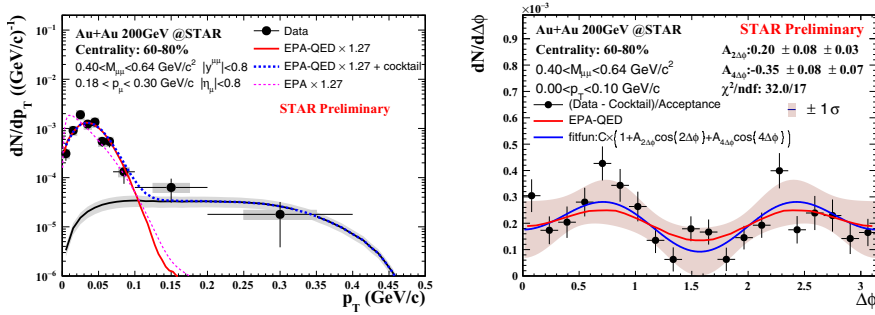 Au+Au 200GeV @STAR
Centrality: 60-80%
0.40<M_μμ<0.64 GeV/c² |y^μμ|<0.8
0.18 < p_μ < 0.30 GeV/c |η_μ|<0.8
Data
EPA-QED × 1.27
EPA-QED × 1.27 + cocktail
EPA × 1.27
STAR Preliminary
dN/dp_T ((GeV/c)⁻¹)
10⁻¹
10⁻²
10⁻³
10⁻⁴
10⁻⁵
10⁻⁶
0 0.05 0.1 0.15 0.2 0.25 0.3 0.35 0.4 0.45 0.5
p_T (GeV/c)
×10⁻³
Au+Au 200GeV @STAR
STAR Preliminary
Centrality: 60-80%
A_2Δϕ:0.20 ± 0.08 ± 0.03
0.40<M_μμ<0.64 GeV/c²
A_4Δϕ:-0.35 ± 0.08 ± 0.07
0.00<p_T<0.10 GeV/c
χ²/ndf: 32.0/17
(Data - Cocktail)/Acceptance
± 1σ
EPA-QED
fitfun:C×(1+A_2Δϕcos(2Δϕ)+A_4Δϕcos(4Δϕ))
dN/dΔϕ
0.9
0.8
0.7
0.6
0.5
0.4
0.3
0.2
0.1
0
0 0.5 1 1.5 2 2.5 3
Δϕ